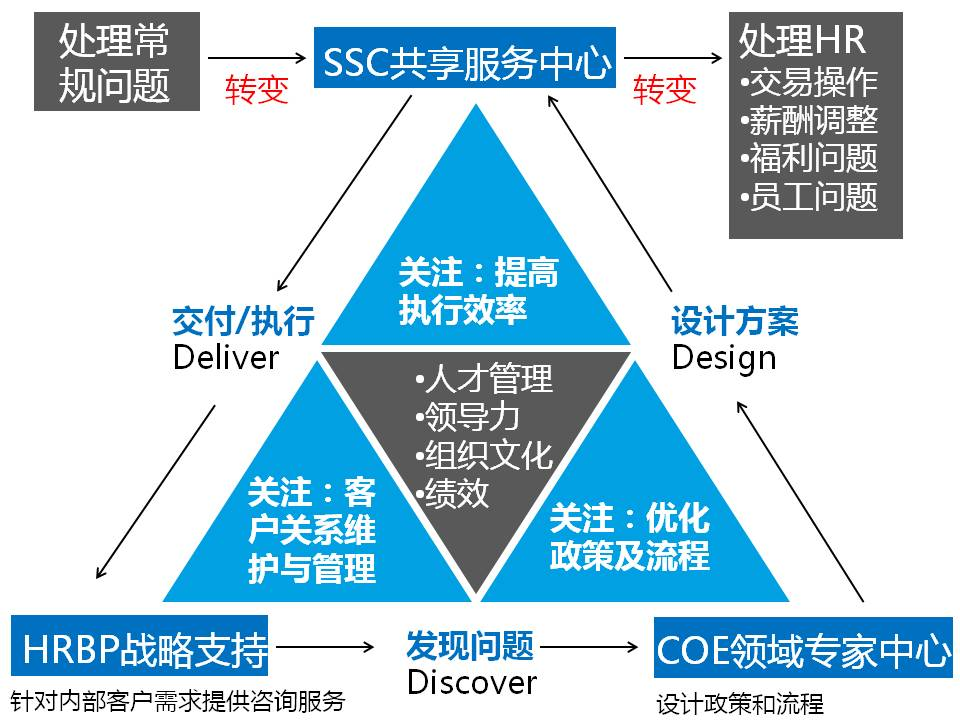 处理常
规问题
转变
SSC共享服务中心
转变
处理HR
•交易操作
•薪酬调整
•福利问题
•员工问题
关注：提高
执行效率
交付/执行
Deliver
设计方案
Design
•人才管理
•领导力
•组织文化
•绩效
关注：客
户关系维
护与管理
关注：优化
政策及流程
HRBP战略支持
针对内部客户需求提供咨询服务
发现问题
Discover
COE领域专家中心
设计政策和流程